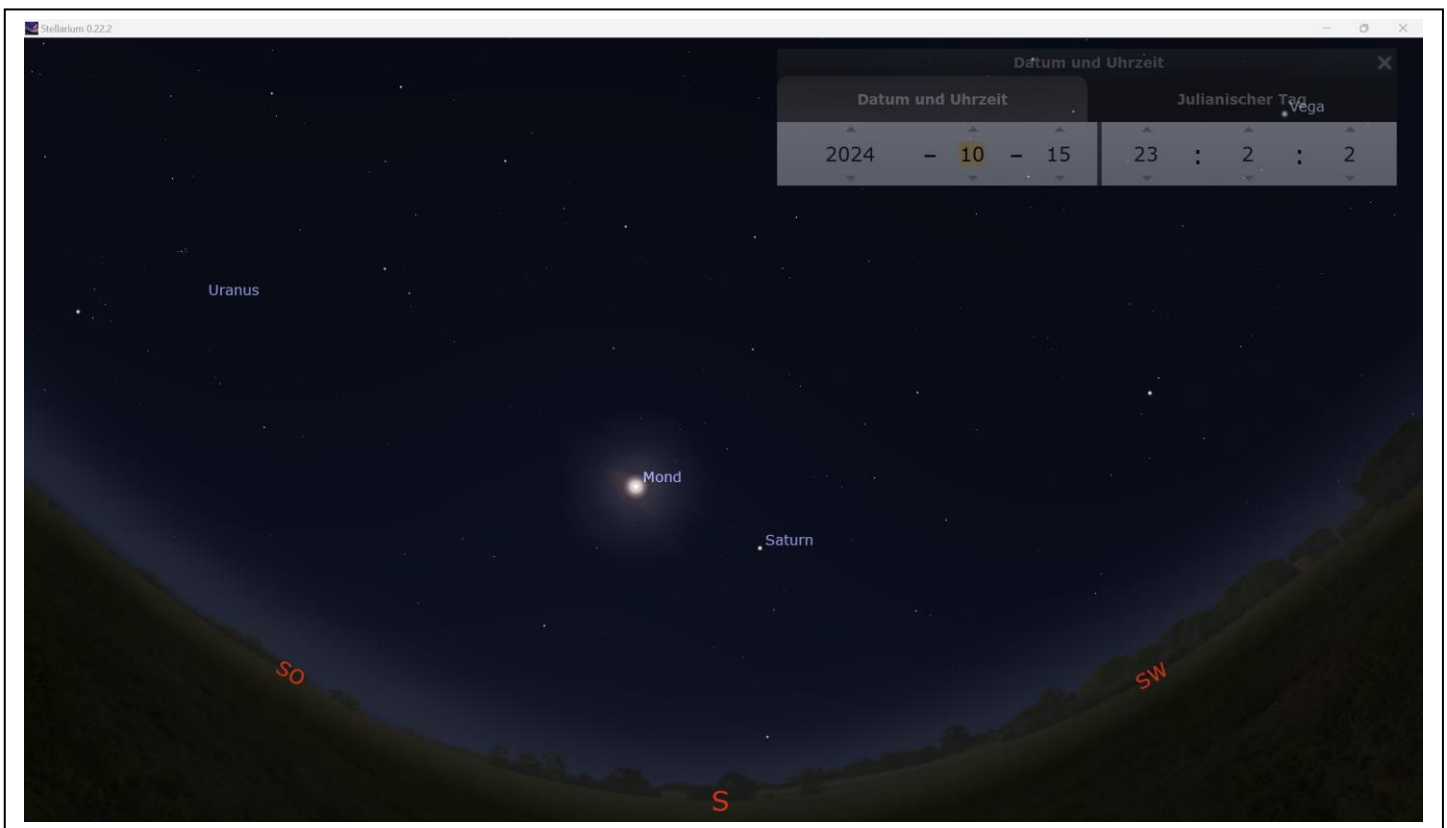 Stellarium 0.22.2
Datum und Uhrzeit
Datum und Uhrzeit Julianischer Tag
Vega
2024 - 10 - 15 23 : 2 : 2
Uranus
Mond
Saturn
SO
SW
S